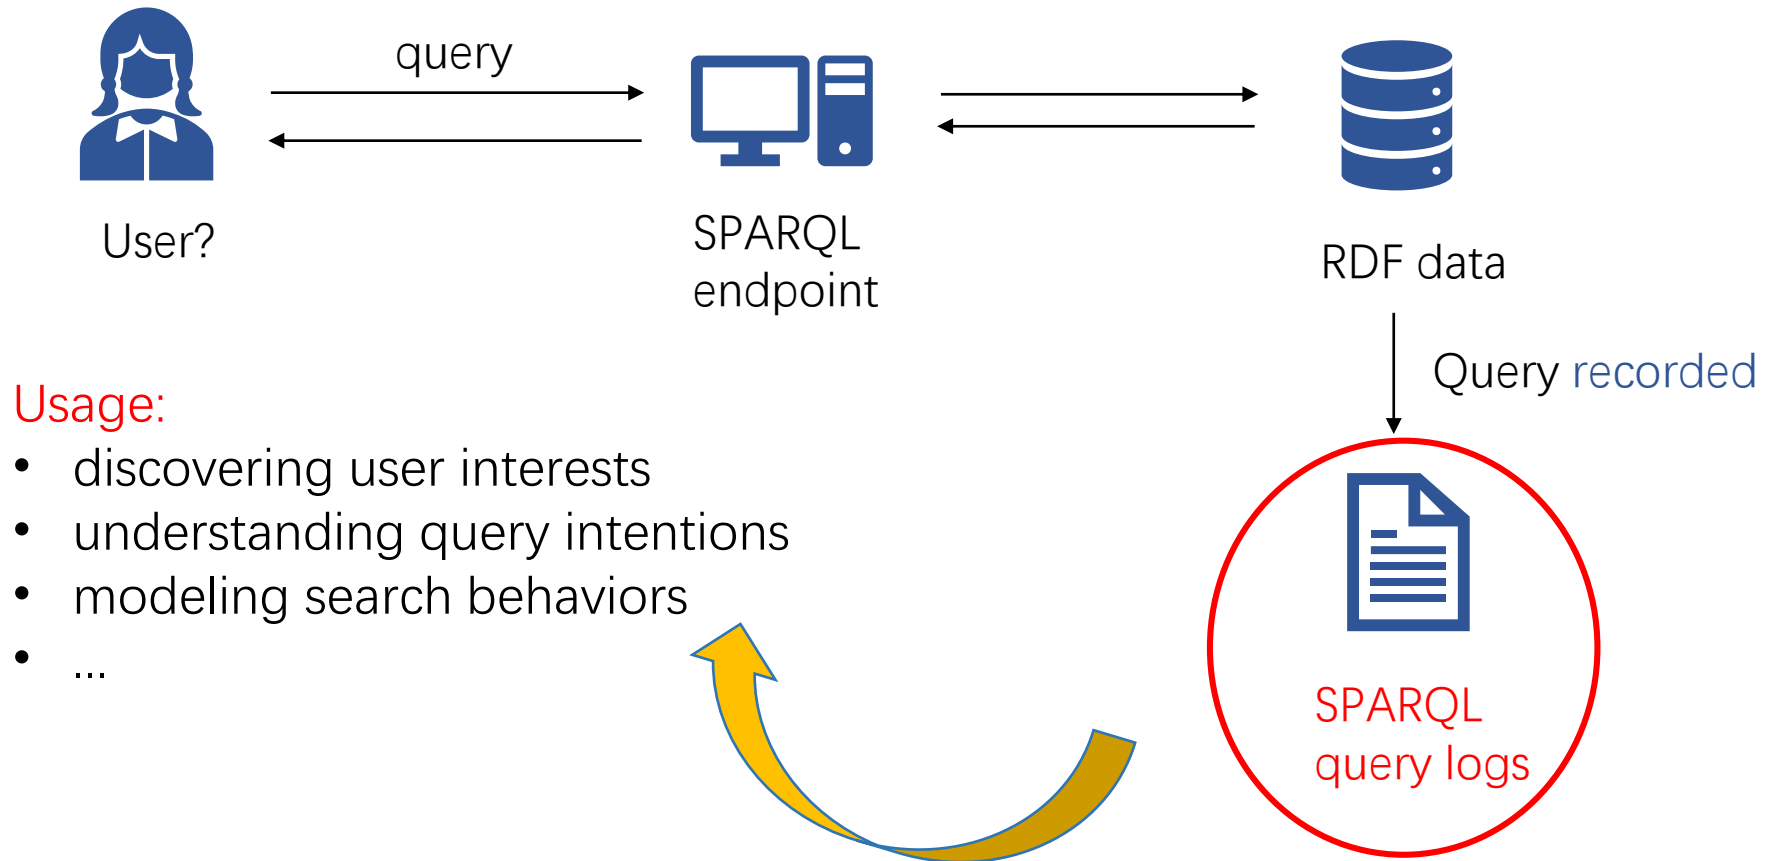 query
User?
SPARQL
endpoint
RDF data
Query recorded
Usage:
• discovering user interests
• understanding query intentions
• modeling search behaviors
• ...
SPARQL
query logs